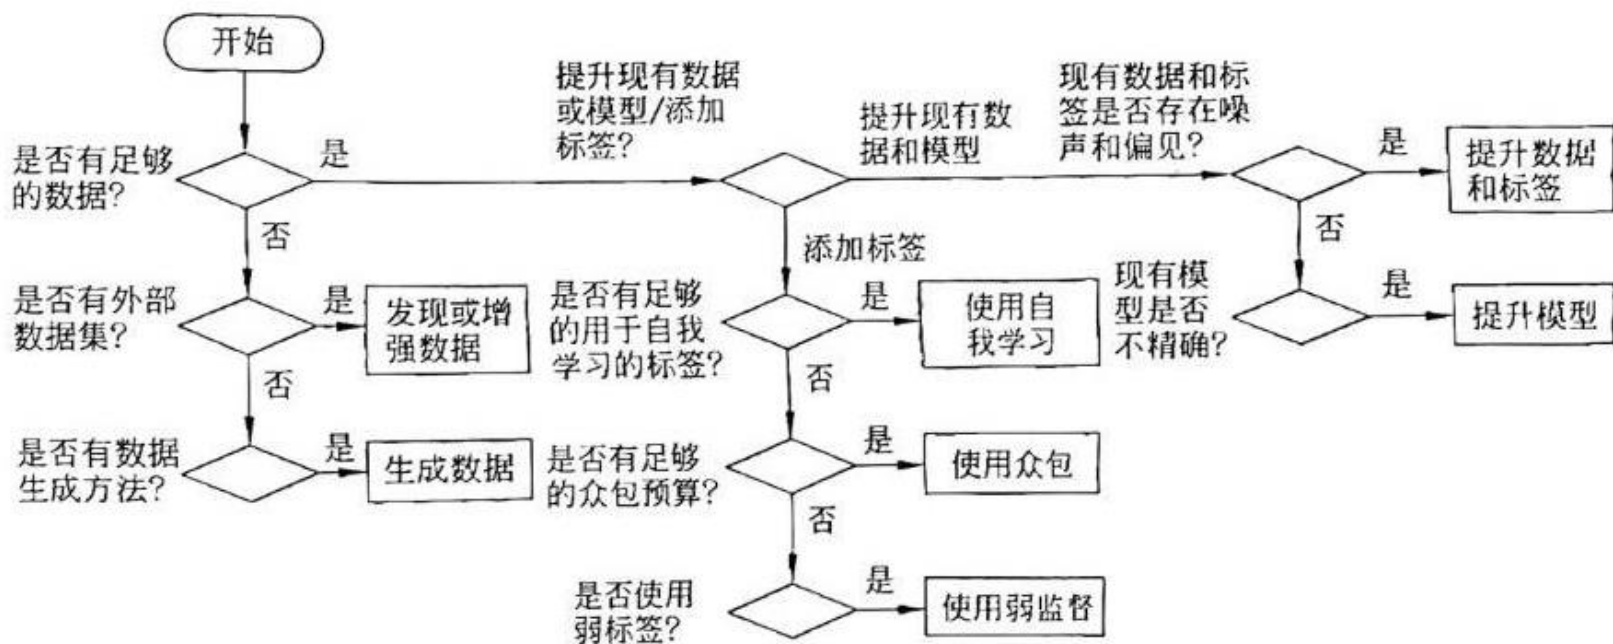 开始
提升现有数据
或模型/添加
标签?
提升现有数
据和模型
现有数据和标
签是否存在噪
声和偏见?
是否有足够
的数据?
是
是
提升数据
和标签
否
添加标签
否
是否有外部
数据集?
是
发现或增
强数据
是否有足够
的用于自我
学习的标签?
是
使用自
我学习
现有模
型是否
不精确?
是
提升模型
否
否
是否有数据
生成方法?
是
生成数据
是否有足够
的众包预算?
是
使用众包
否
是否使用
弱标签?
是
使用弱监督